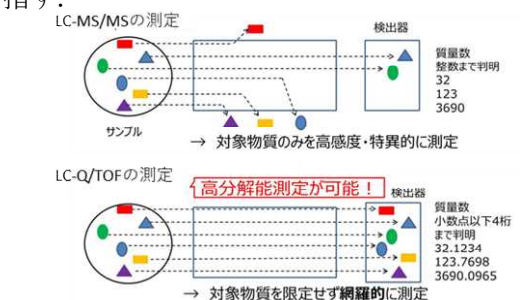 指す.
LC-MS/MSの測定
検出器
質量数
整数まで判明
32
123
3690
サンプル
→ 対象物質のみを高感度・特異的に測定
LC-Q/TOFの測定
高分解能測定が可能！
検出器
質量数
小数点以下4桁
まで判明
32.1234
123.7698
3690.0965
→ 対象物質を限定せず網羅的に測定